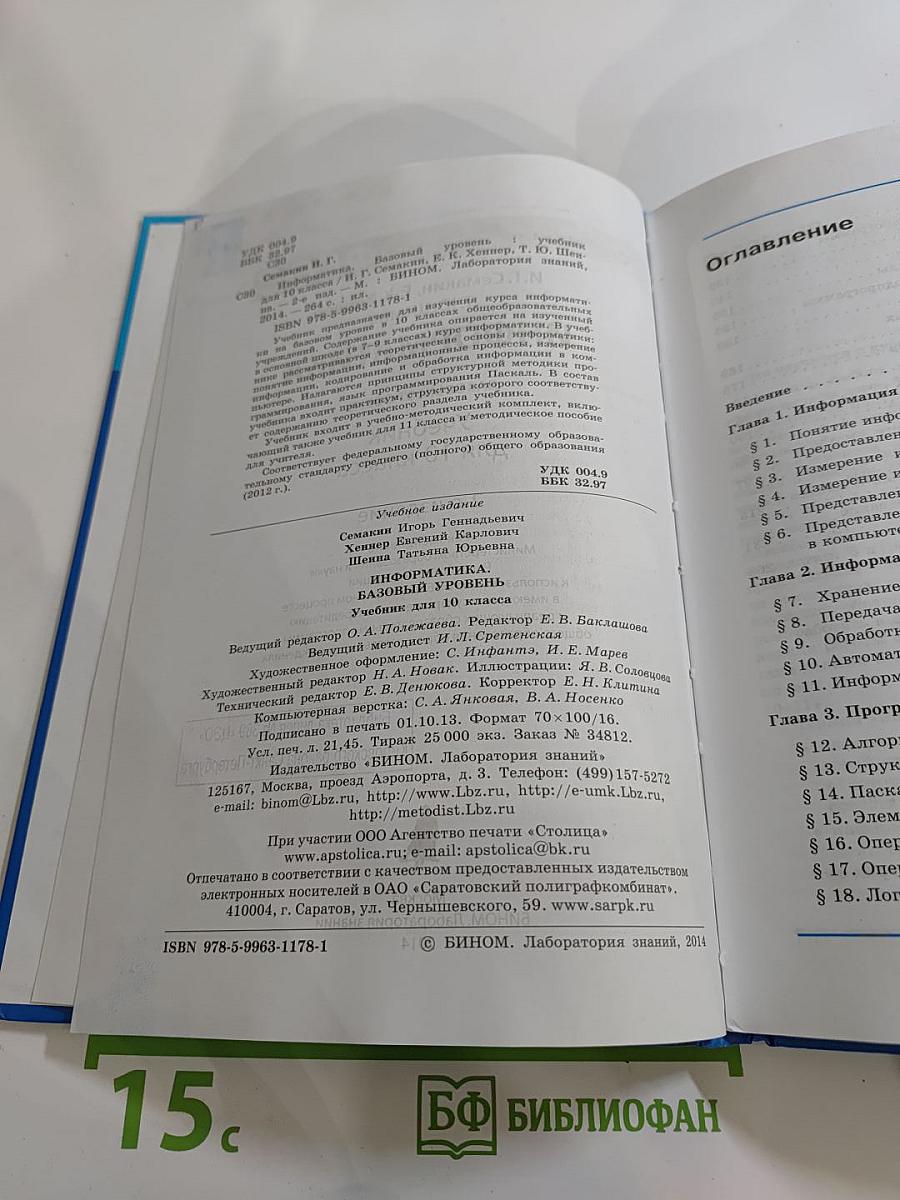 УДК 004.9
ББК 32.97
С30
Семакин И. Г.
С30 Информатика. Базовый уровень : учебник
для 10 класса / И. Г. Семакин, Е. К. Хеннер, Т. Ю. Шеи-
на. — 2-е изд. — М. : БИНОМ. Лаборатория знаний,
2014. — 264 с. : ил.
ISBN 978-5-9963-1178-1
Учебник предназначен для изучения курса информати-
ки на базовом уровне в 10 классах общеобразовательных
учреждений. Содержание учебника опирается на изученный
в основной школе (в 7–9 классах) курс информатики. В учеб-
нике рассматриваются теоретические основы информатики:
понятие информации, информационные процессы, измерение
информации, кодирование и обработка информации в ком-
пьютере. Излагаются принципы структурной методики про-
граммирования, язык программирования Паскаль. В состав
учебника входит практикум, структура которого соответству-
ет содержанию теоретического раздела учебника.
Учебник входит в учебно-методический комплект, вклю-
чающий также учебник для 11 класса и методическое пособие
для учителя.
Соответствует федеральному государственному образова-
тельному стандарту среднего (полного) общего образования
(2012 г.).
УДК 004.9
ББК 32.97
Учебное издание
Семакин Игорь Геннадьевич
Хеннер Евгений Карлович
Шеина Татьяна Юрьевна
ИНФОРМАТИКА.
БАЗОВЫЙ УРОВЕНЬ
Учебник для 10 класса
Ведущий редактор О. А. Полежаева. Редактор Е. В. Баклашова
Ведущий методист И. Л. Сретенская
Художественное оформление: С. Инфантэ, И. Е. Марев
Художественный редактор Н. А. Новак. Иллюстрации: Я. В. Соловцова
Технический редактор Е. В. Денюкова. Корректор Е. Н. Клитина
Компьютерная верстка: С. А. Янковая, В. А. Носенко
Подписано в печать 01.10.13. Формат 70×100/16.
Усл. печ. л. 21,45. Тираж 25 000 экз. Заказ № 34812.
Издательство «БИНОМ. Лаборатория знаний»
125167, Москва, проезд Аэропорта, д. 3. Телефон: (499) 157-5272
e-mail: binom@Lbz.ru, http://www.Lbz.ru, http://e-umk.Lbz.ru,
http://metodist.Lbz.ru
При участии ООО Агентство печати «Столица»
www.apstolica.ru; e-mail: apstolica@bk.ru
Отпечатано в соответствии с качеством предоставленных издательством
электронных носителей в ОАО «Саратовский полиграфкомбинат».
410004, г. Саратов, ул. Чернышевского, 59. www.sarpk.ru
ISBN 978-5-9963-1178-1 © БИНОМ. Лаборатория знаний, 2014
Оглавление
Введение
Глава 1. Информация
§ 1. Понятие инфо
§ 2. Предоставлен
§ 3. Измерение и
§ 4. Измерение и
§ 5. Представлен
§ 6. Представле
в компьюте
Глава 2. Информа
§ 7. Хранение
§ 8. Передача
§ 9. Обработк
§ 10. Автомат
§ 11. Информ
Глава 3. Прогр
§ 12. Алгор
§ 13. Струк
§ 14. Паска
§ 15. Элем
§ 16. Опер
§ 17. Опе
§ 18. Лог
15 с
БФ БИБЛИОФАН